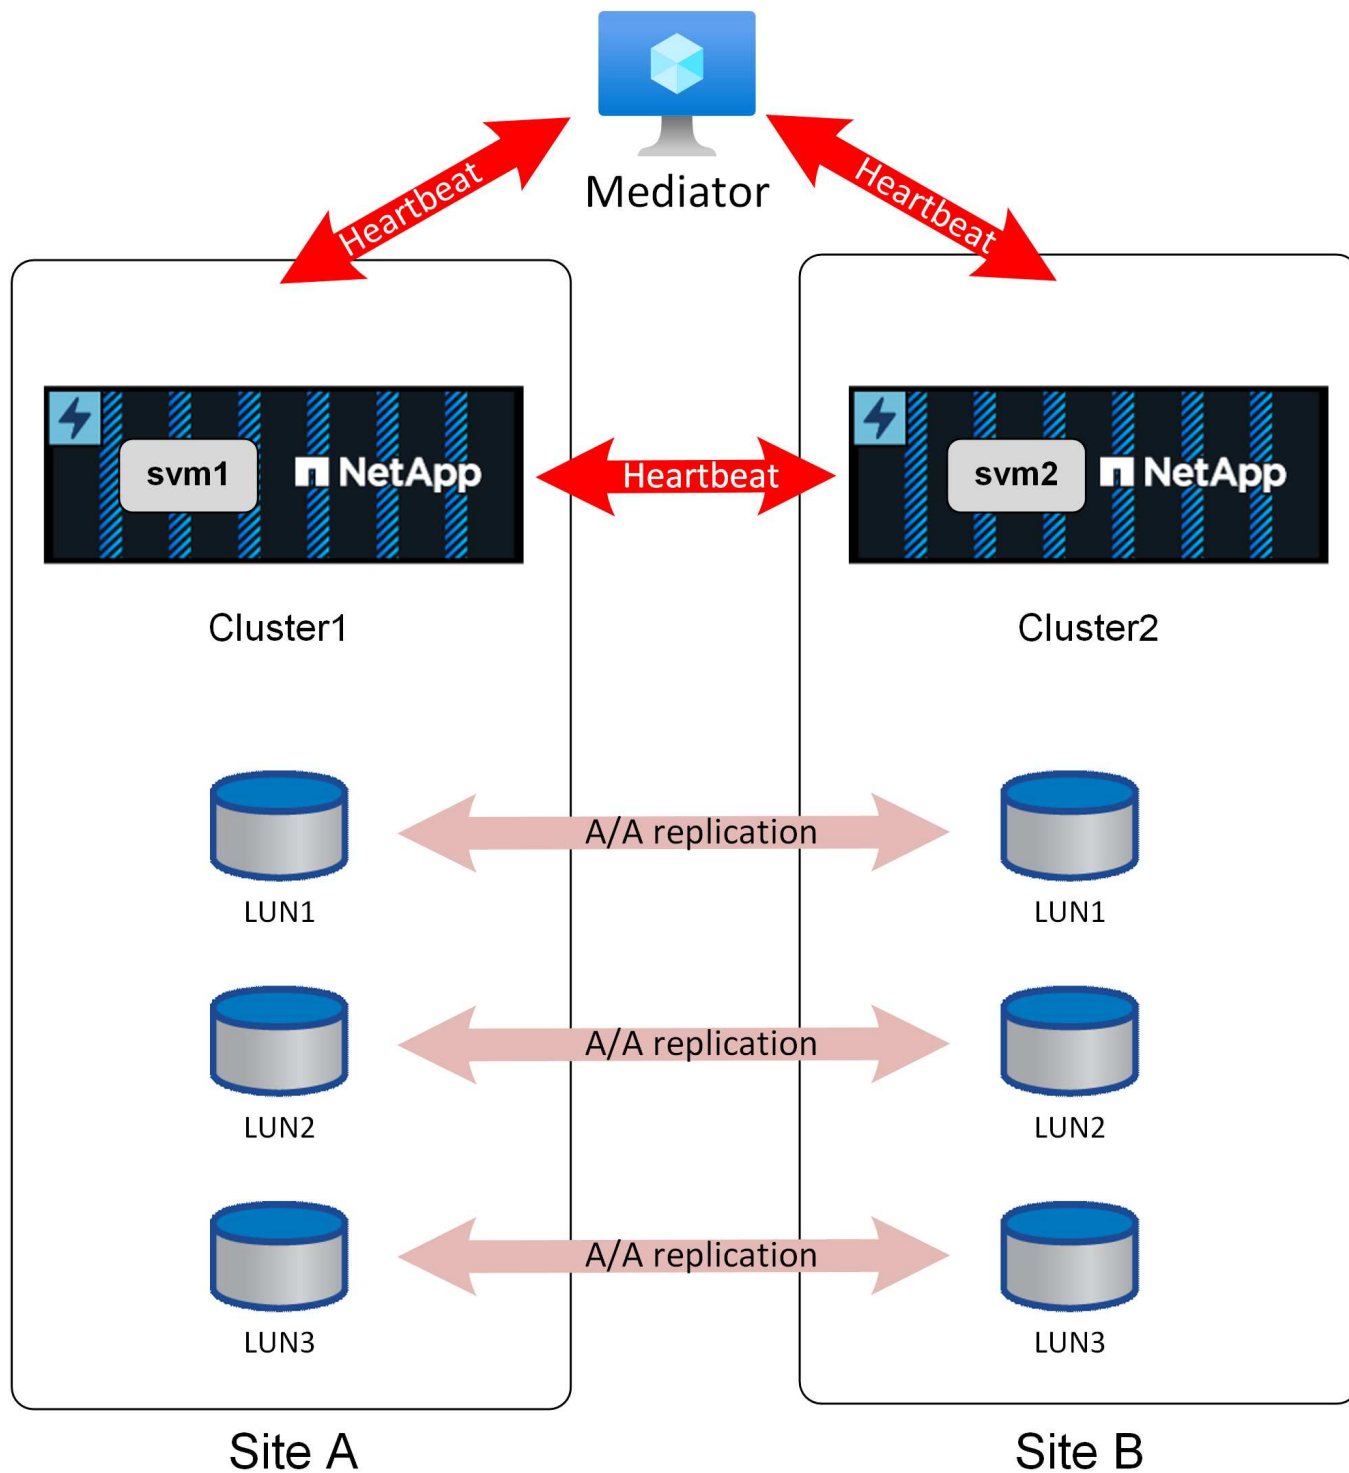 Mediator
Heartbeat
Heartbeat
svm1
NetApp
Heartbeat
svm2
NetApp
Cluster1
Cluster2
A/A replication
LUN1
LUN1
A/A replication
LUN2
LUN2
A/A replication
LUN3
LUN3
Site A
Site B